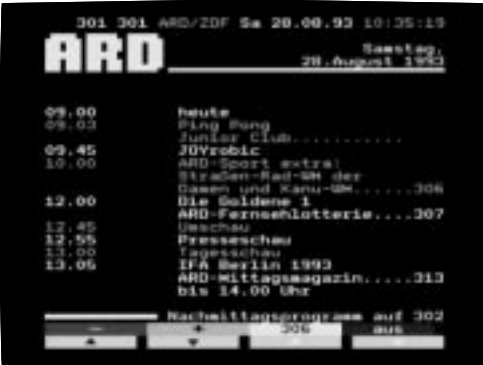 301 301 ARD/ZDF Sa 28.08.93 10:35:19
ARD
Samstag,
28.August 1993
09.00 heute
09.03 Ping Pong
Junior Club...........
09.45 JOYrobic
10.00 ARD-Sport extra:
Straßen-Rad-WM der
Damen und Kanu-WM.....306
12.00 Die Goldene 1
ARD-Fernsehlotterie....307
12.45 Umschau
12.55 Presseschau
13.00 Tagesschau
13.05 IFA Berlin 1993
ARD-Mittagsmagazin.....313
bis 14.00 Uhr
Nachmittagsprogramm auf 302
- + 306 aus